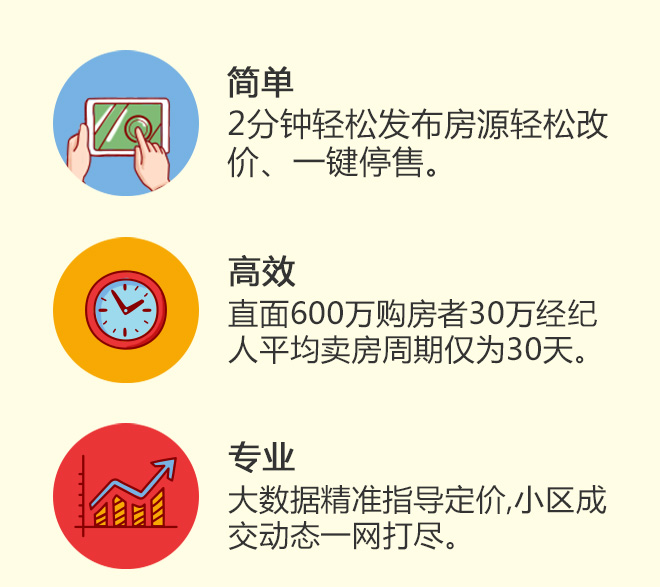 简单
2分钟轻松发布房源轻松改
价、一键停售。
高效
直面600万购房者30万经纪
人平均卖房周期仅为30天。
专业
大数据精准指导定价,小区成
交动态一网打尽。